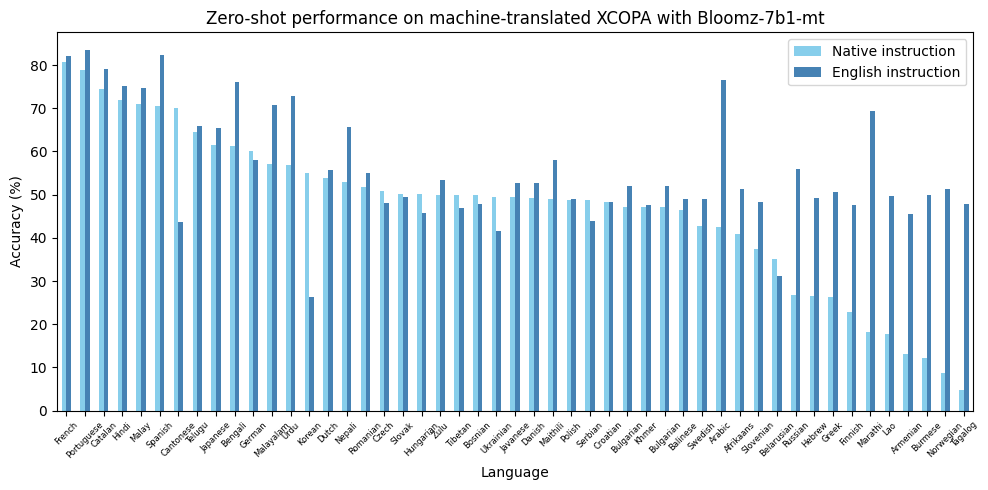 Zero-shot performance on machine-translated XCOPA with Bloomz-7b1-mt
Native instruction
English instruction
Accuracy (%)
80
70
60
50
40
30
20
10
0
French
Portuguese
Catalan
Hindi
Malay
Spanish
Cantonese
Telugu
Japanese
Bengali
German
Malayalam
Urdu
Korean
Dutch
Nepali
Romanian
Czech
Slovak
Hungarian
Zulu
Tibetan
Bosnian
Ukrainian
Javanese
Danish
Maithili
Polish
Serbian
Croatian
Bulgarian
Khmer
Bulgarian
Balinese
Swedish
Arabic
Afrikaans
Slovenian
Belarusian
Russian
Hebrew
Greek
Finnish
Marathi
Lao
Armenian
Burmese
Norwegian
Tagalog
Language